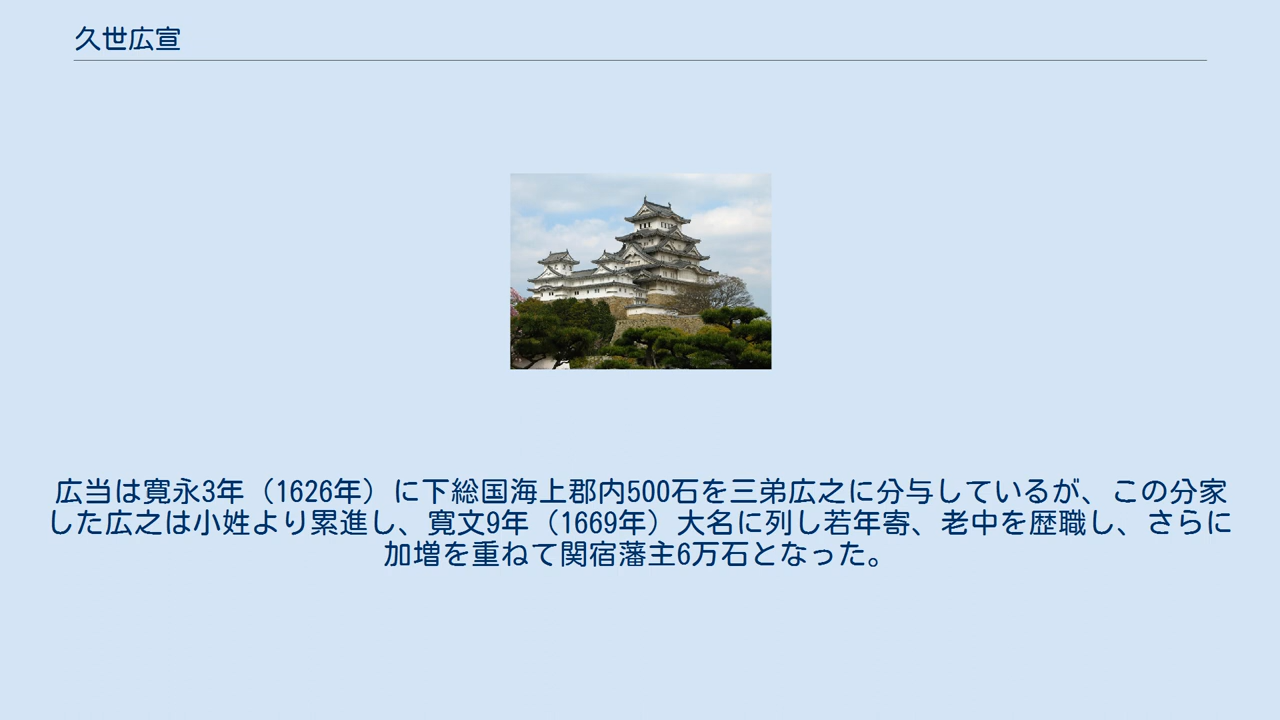 久世広宣
広当は寛永3年（1626年）に下総国海上郡内500石を三弟広之に分与しているが、この分家
した広之は小姓より累進し、寛文9年（1669年）大名に列し若年寄、老中を歴職し、さらに
加増を重ねて関宿藩主6万石となった。